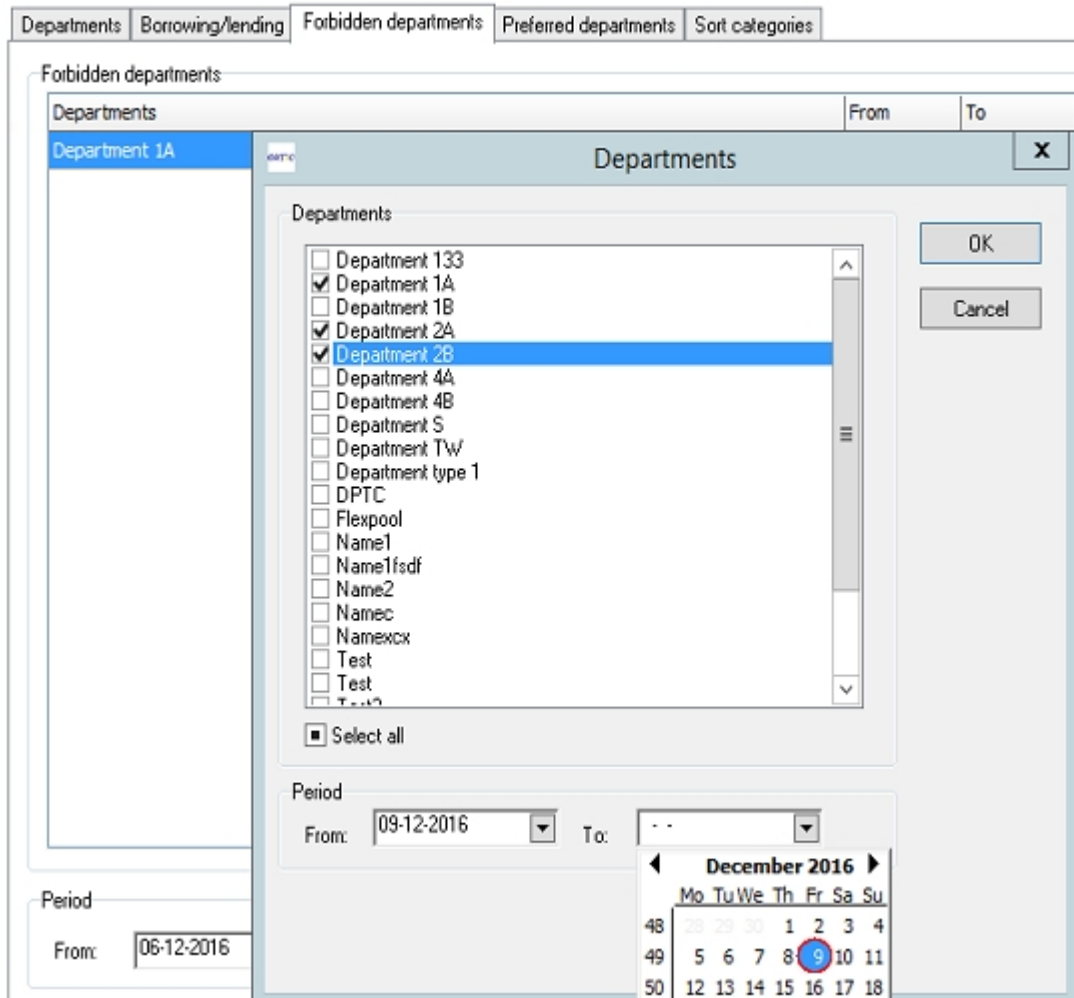 Departments Borrowing/lending Forbidden departments Preferred departments Sort categories
Forbidden departments
Departments From To
Department 1A
Departments
x
Departments
OK
Cancel
Department 133
Department 1A
Department 1B
Department 2A
Department 2B
Department 4A
Department 4B
Department S
Department TW
Department type 1
DPTC
Flexpool
Name1
Name1fsdf
Name2
Namec
Namexcx
Test
Test
Select all
Period
From: 09-12-2016 To: - -
December 2016
Mo Tu We Th Fr Sa Su
48 28 29 30 1 2 3 4
49 5 6 7 8 9 10 11
50 12 13 14 15 16 17 18
Period
From: 06-12-2016